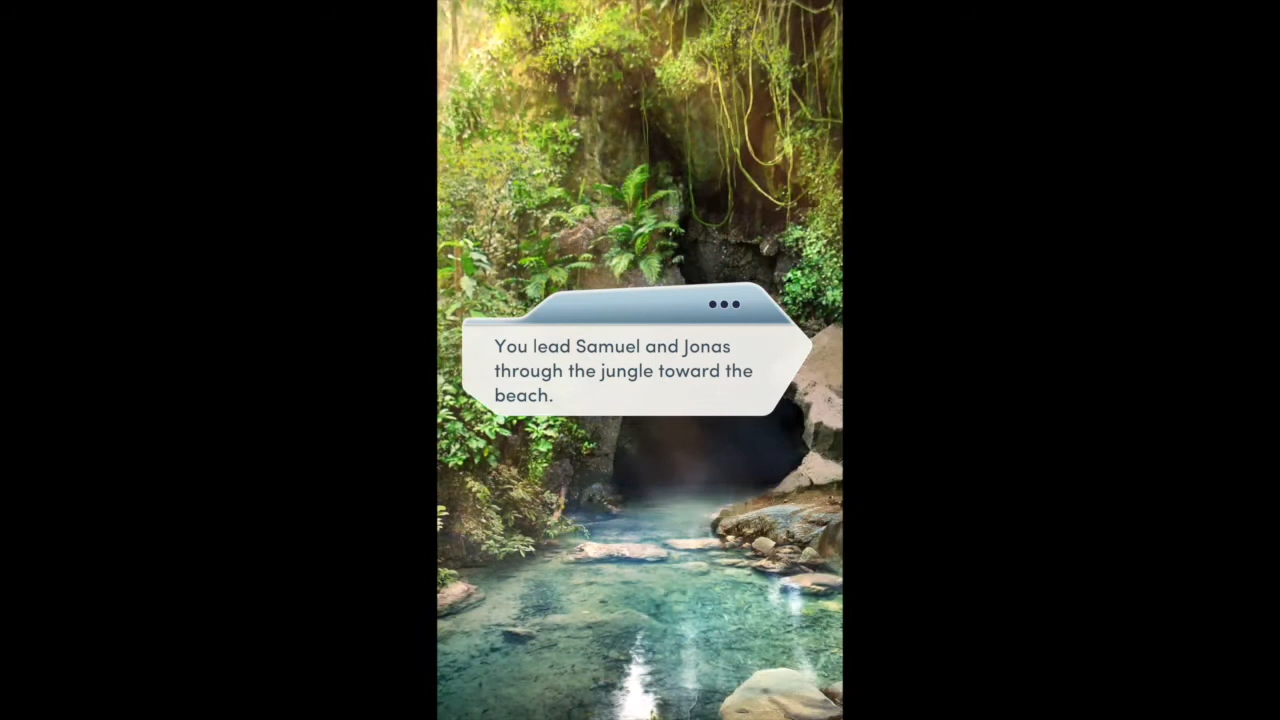 You lead Samuel and Jonas
through the jungle toward the
beach.